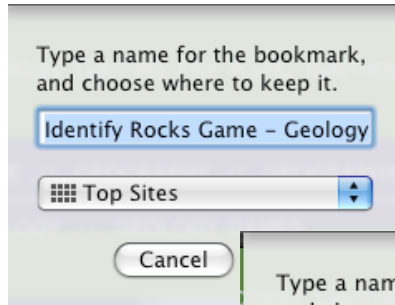 Type a name for the bookmark,
and choose where to keep it.
Identify Rocks Game – Geology
Top Sites
Cancel
Type a nam